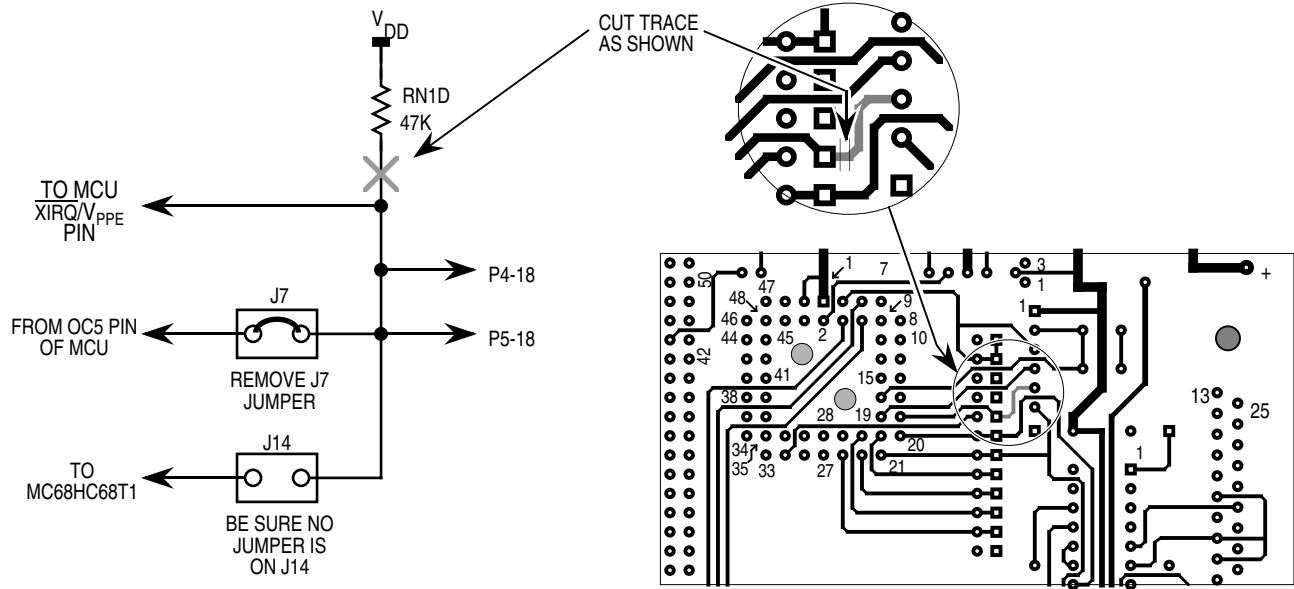 V
DD
RN1D
47K
CUT TRACE
AS SHOWN
TO MCU
XIRQ/VPPE
PIN
P4-18
J7
FROM OC5 PIN
OF MCU
P5-18
REMOVE J7
JUMPER
J14
TO
MC68HC68T1
BE SURE NO
JUMPER IS
ON J14
50
47
1
7
3
1
+
48
9
1
46
45
2
8
44
10
42
41
15
38
13
25
28
19
34
20
1
35
33
27
21